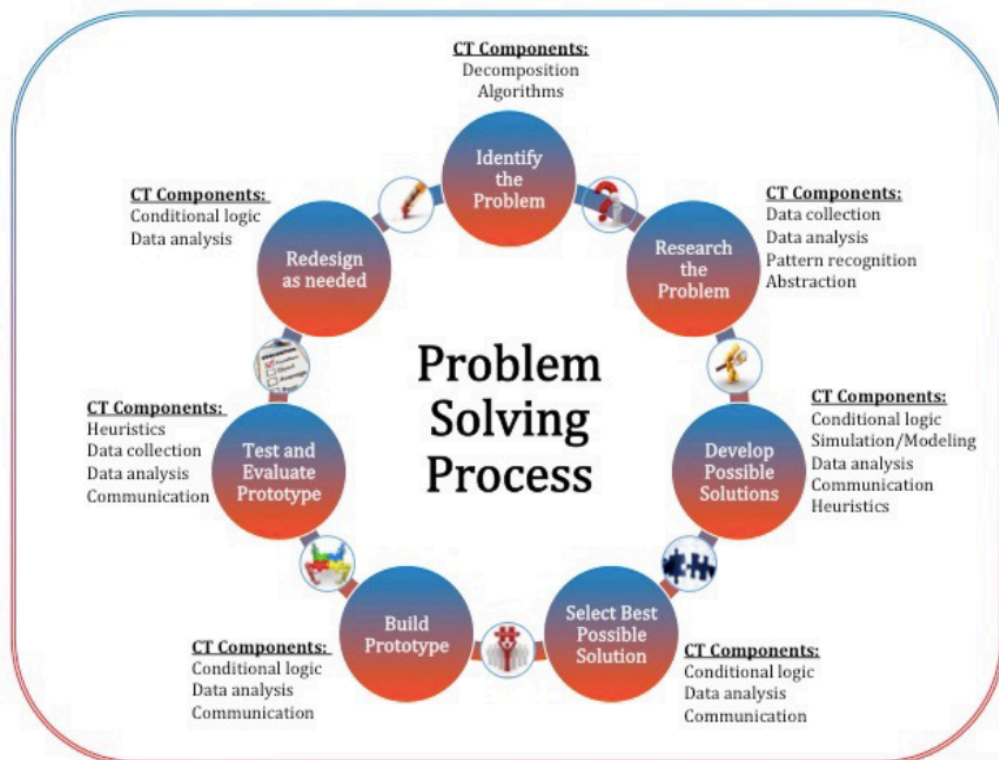 CT Components:
Decomposition
Algorithms
Identify
the
Problem
CT Components:
Data collection
Data analysis
Pattern recognition
Abstraction
Research
the
Problem
CT Components:
Conditional logic
Simulation/Modeling
Data analysis
Communication
Heuristics
Develop
Possible
Solutions
CT Components:
Conditional logic
Data analysis
Communication
Select Best
Possible
Solution
CT Components:
Conditional logic
Data analysis
Communication
Build
Prototype
CT Components:
Heuristics
Data collection
Data analysis
Communication
Test and
Evaluate
Prototype
CT Components:
Conditional logic
Data analysis
Redesign
as needed
Problem
Solving
Process